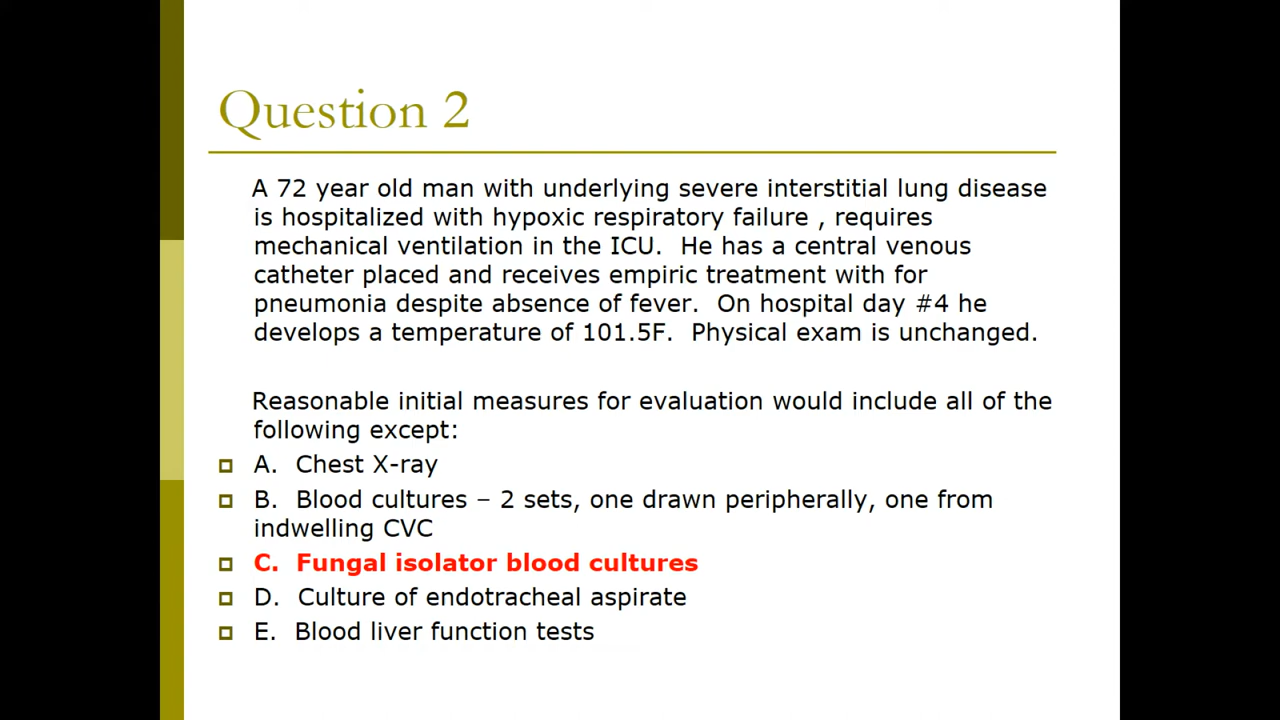 Question 2
A 72 year old man with underlying severe interstitial lung disease
is hospitalized with hypoxic respiratory failure , requires
mechanical ventilation in the ICU.  He has a central venous
catheter placed and receives empiric treatment with for
pneumonia despite absence of fever.  On hospital day #4 he
develops a temperature of 101.5F.  Physical exam is unchanged.
Reasonable initial measures for evaluation would include all of the
following except:
A.  Chest X-ray
B.  Blood cultures – 2 sets, one drawn peripherally, one from
indwelling CVC
C.  Fungal isolator blood cultures
D.  Culture of endotracheal aspirate
E.  Blood liver function tests